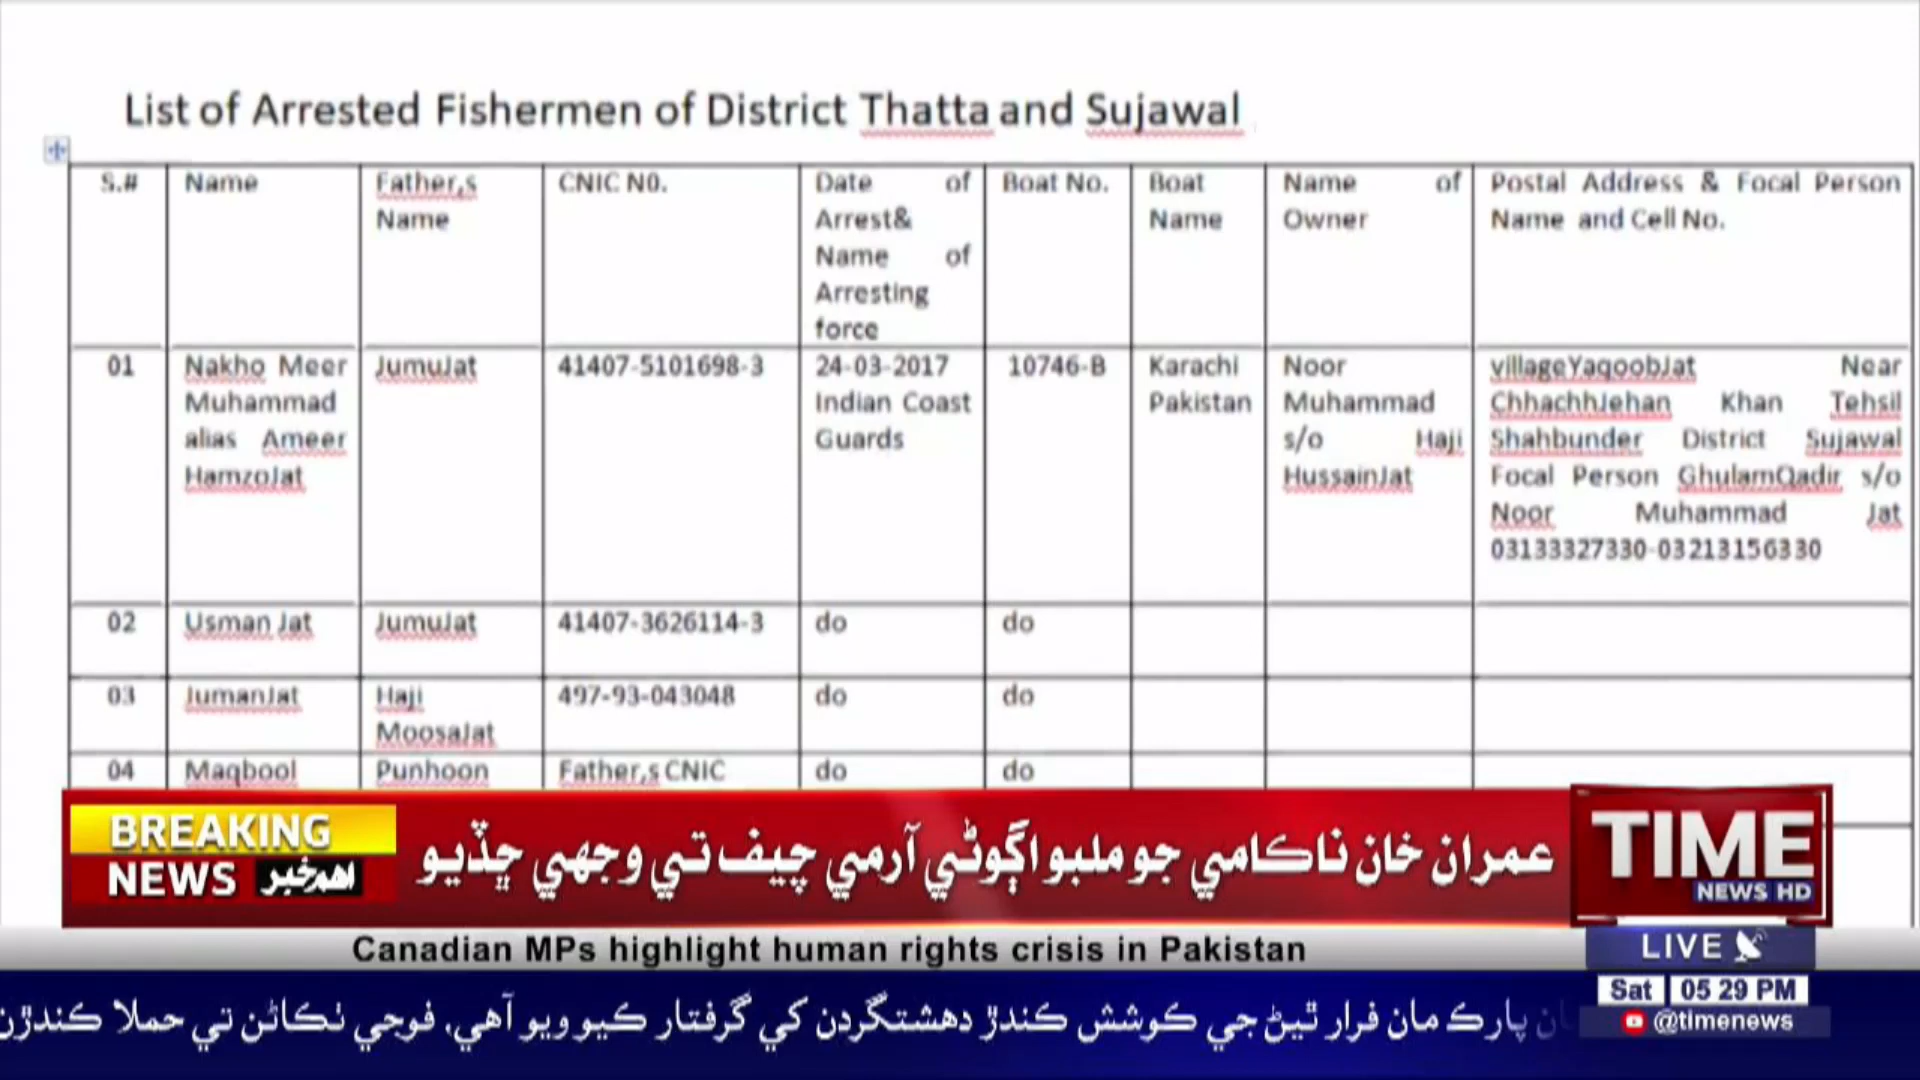 List of Arrested Fishermen of District Thatta and Sujawal
S.# Name Father,s Name CNIC N0. Date of Arrest& Name of Arresting force Boat No. Boat Name Name of Owner Postal Address & Focal Person Name and Cell No.
01 Nakho Meer Muhammad alias Ameer HamzoJat JumuJat 41407-5101698-3 24-03-2017 Indian Coast Guards 10746-B Karachi Pakistan Noor Muhammad s/o Haji HussainJat villageYaqoobJat Near ChhachhJehan Khan Tehsil Shahbunder District Sujawal Focal Person GhulamQadir s/o Noor Muhammad Jat 03133327330-03213156330
02 Usman Jat JumuJat 41407-3626114-3 do do
03 JumanJat Haji MoosaJat 497-93-043048 do do
04 Maqbool Punhoon Father,s CNIC do do
BREAKING
NEWS اهم خبر
عمران خان ناڪامي جو ملبو اڳوڻي آرمي چيف تي وجهي ڇڏيو
TIME
NEWS HD
Canadian MPs highlight human rights crisis in Pakistan
LIVE
Sat 05 29 PM
@timenews
پارڪ مان فرار ٿيڻ جي ڪوشش ڪندڙ دهشتگردن کي گرفتار ڪيو ويو آهي، فوجي ٺڪاڻن تي حملا ڪندڙن